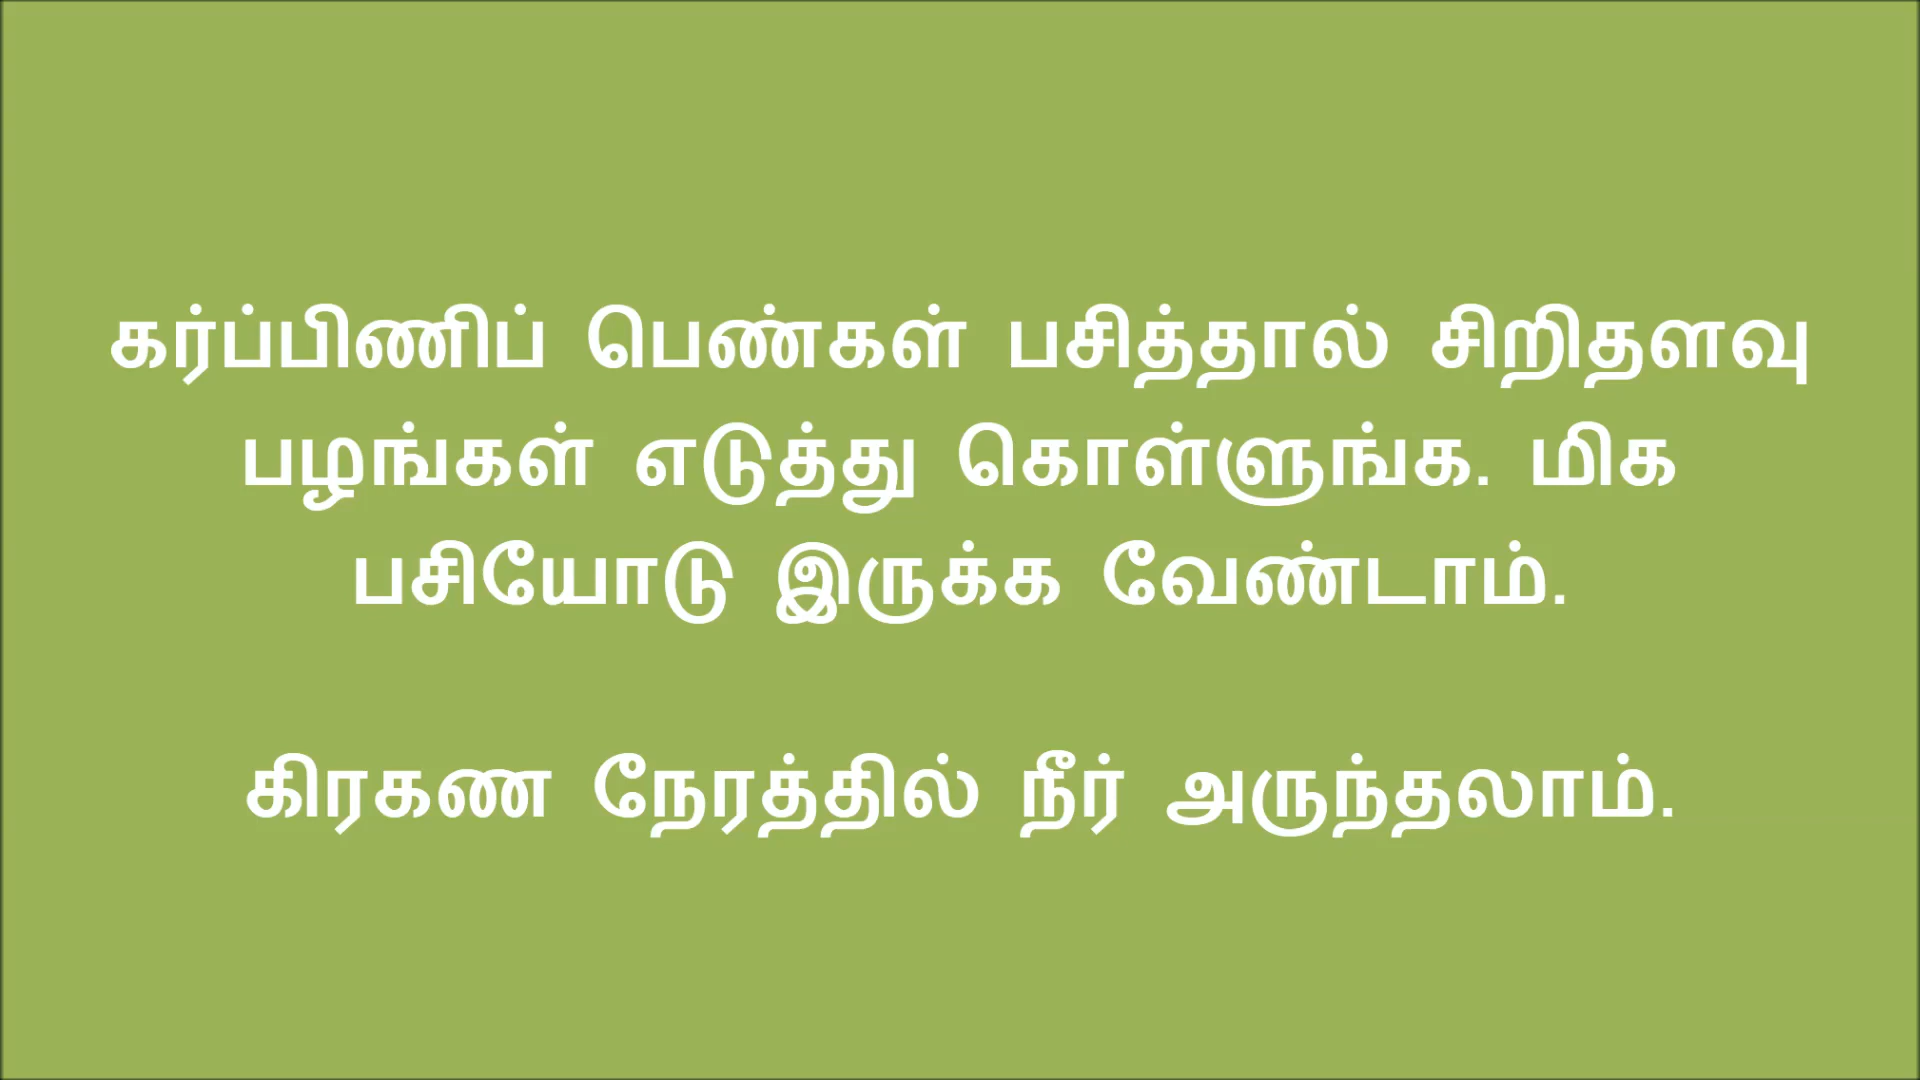 கர்ப்பிணிப் பெண்கள் பசித்தால் சிறிதளவு
பழங்கள் எடுத்து கொள்ளுங்க. மிக
பசியோடு இருக்க வேண்டாம்.
கிரகண நேரத்தில் நீர் அருந்தலாம்.